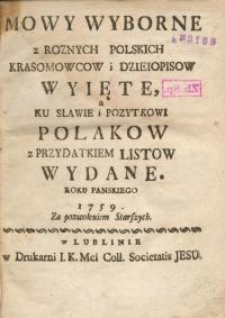 MOWY WYBORNE
z ROZNYCH POLSKICH
KRASOMOWCOW i DZIEIOPISOW
WYIĘTE,
a
KU SŁAWIE i POZYTKOWI
POLAKOW
z PRZYDATKIEM LISTOW
WYDANE.
ROKU PANSKIEGO
1759.
Za pozwoleniem Starszych.
w LUBLINIE
w Drukarni I. K. Mci Coll. Societatis JESU.